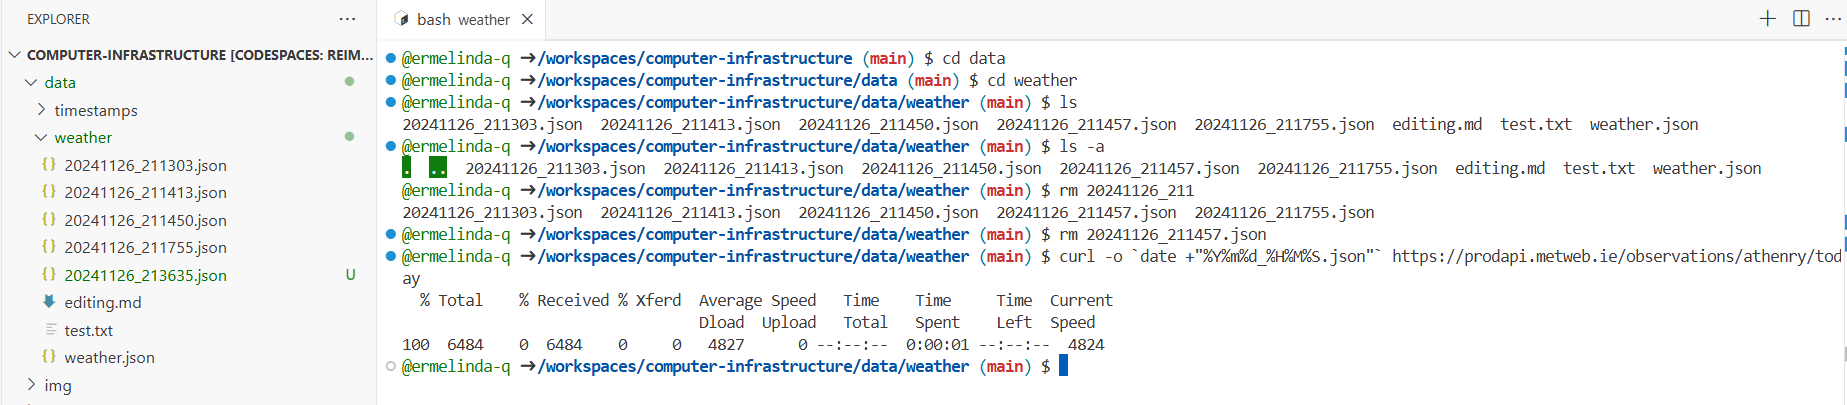 EXPLORER ...
COMPUTER-INFRASTRUCTURE [CODESPACES: REIM...
data
timestamps
weather
20241126_211303.json
20241126_211413.json
20241126_211450.json
20241126_211755.json
20241126_213635.json U
editing.md
test.txt
weather.json
img
bash weather
@ermelinda-q ➜/workspaces/computer-infrastructure (main) $ cd data
@ermelinda-q ➜/workspaces/computer-infrastructure/data (main) $ cd weather
@ermelinda-q ➜/workspaces/computer-infrastructure/data/weather (main) $ ls
20241126_211303.json 20241126_211413.json 20241126_211450.json 20241126_211457.json 20241126_211755.json editing.md test.txt weather.json
@ermelinda-q ➜/workspaces/computer-infrastructure/data/weather (main) $ ls -a
. .. 20241126_211303.json 20241126_211413.json 20241126_211450.json 20241126_211457.json 20241126_211755.json editing.md test.txt weather.json
@ermelinda-q ➜/workspaces/computer-infrastructure/data/weather (main) $ rm 20241126_211
20241126_211303.json 20241126_211413.json 20241126_211450.json 20241126_211457.json 20241126_211755.json
@ermelinda-q ➜/workspaces/computer-infrastructure/data/weather (main) $ rm 20241126_211457.json
@ermelinda-q ➜/workspaces/computer-infrastructure/data/weather (main) $ curl -o `date +"%Y%m%d_%H%M%S.json"` https://prodapi.metweb.ie/observations/athenry/tod
ay
% Total % Received % Xferd Average Speed Time Time Time Current
Dload Upload Total Spent Left Speed
100 6484 0 6484 0 0 4827 0 --:--:-- 0:00:01 --:--:-- 4824
@ermelinda-q ➜/workspaces/computer-infrastructure/data/weather (main) $